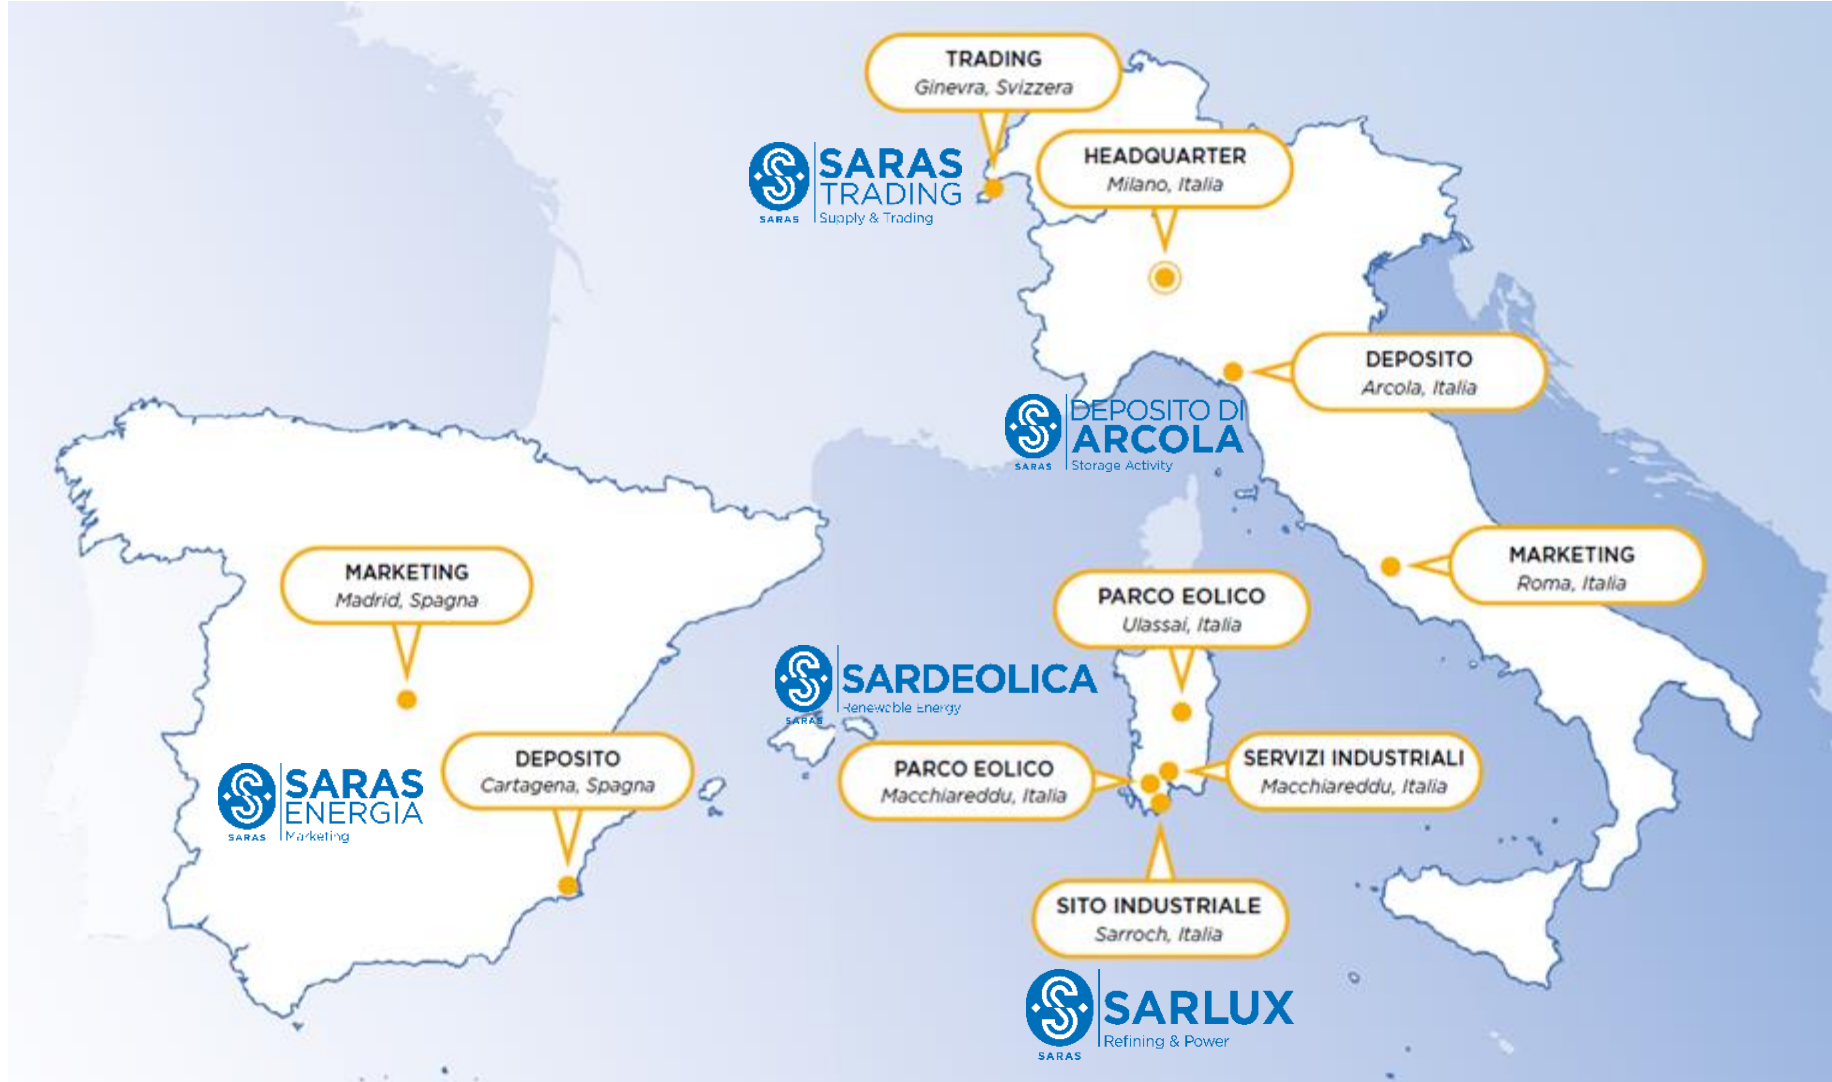 TRADING
Ginevra, Svizzera
SARAS
SARAS
TRADING
Supply & Trading
HEADQUARTER
Milano, Italia
DEPOSITO
Arcola, Italia
SARAS
DEPOSITO DI
ARCOLA
Storage Activity
MARKETING
Roma, Italia
MARKETING
Madrid, Spagna
PARCO EOLICO
Ulassai, Italia
SARAS
SARDEOLICA
Renewable Energy
SARAS
SARAS
ENERGIA
Marketing
DEPOSITO
Cartagena, Spagna
PARCO EOLICO
Macchiareddu, Italia
SERVIZI INDUSTRIALI
Macchiareddu, Italia
SITO INDUSTRIALE
Sarroch, Italia
SARAS
SARLUX
Refining & Power